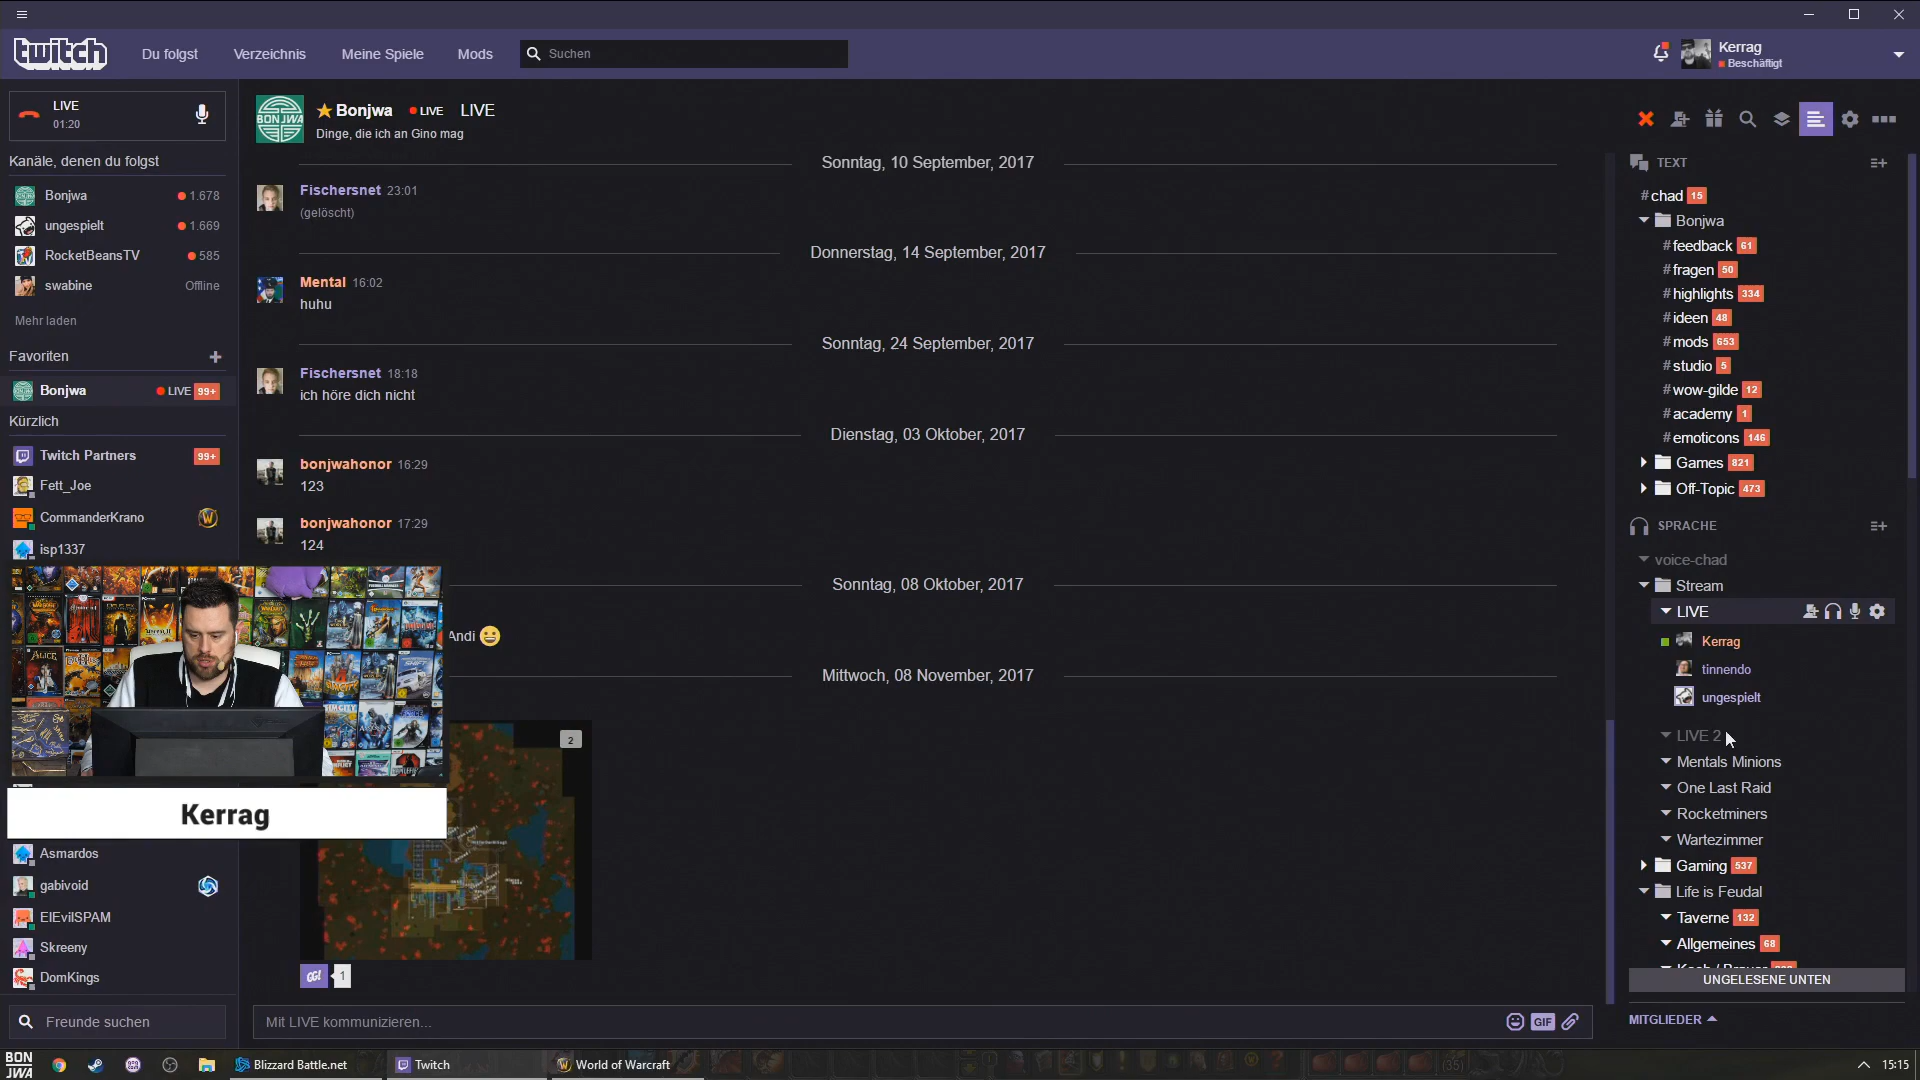 twitch
Du folgst
Verzeichnis
Meine Spiele
Mods
Suchen
Kerrag
Beschäftigt
LIVE
01:20
Kanäle, denen du folgst
Bonjwa 1.678
ungespielt 1.669
RocketBeansTV 585
swabine Offline
Mehr laden
Favoriten
Bonjwa LIVE 99+
Kürzlich
Twitch Partners 99+
Fett_Joe
CommanderKrano
isp1337
Kerrag
Asmardos
gabivoid
ElEvilSPAM
Skreeny
DomKings
Freunde suchen
BONJWA
Bonjwa LIVE LIVE
Dinge, die ich an Gino mag
Sonntag, 10 September, 2017
Fischersnet 23:01
(gelöscht)
Donnerstag, 14 September, 2017
Mental 16:02
huhu
Sonntag, 24 September, 2017
Fischersnet 18:18
ich höre dich nicht
Dienstag, 03 Oktober, 2017
bonjwahonor 16:29
123
bonjwahonor 17:29
124
Sonntag, 08 Oktober, 2017
Andi
Mittwoch, 08 November, 2017
2
GG! 1
Mit LIVE kommunizieren...
GIF
TEXT
#chad 15
Bonjwa
#feedback 61
#fragen 50
#highlights 334
#ideen 48
#mods 653
#studio 5
#wow-gilde 12
#academy 1
#emoticons 146
Games 821
Off-Topic 473
SPRACHE
voice-chad
Stream
LIVE
Kerrag
tinnendo
ungespielt
LIVE 2
Mentals Minions
One Last Raid
Rocketminers
Wartezimmer
Gaming 537
Life is Feudal
Taverne 132
Allgemeines 68
UNGELESENE UNTEN
MITGLIEDER
BON
JWA
Blizzard Battle.net
Twitch
World of Warcraft
15:15